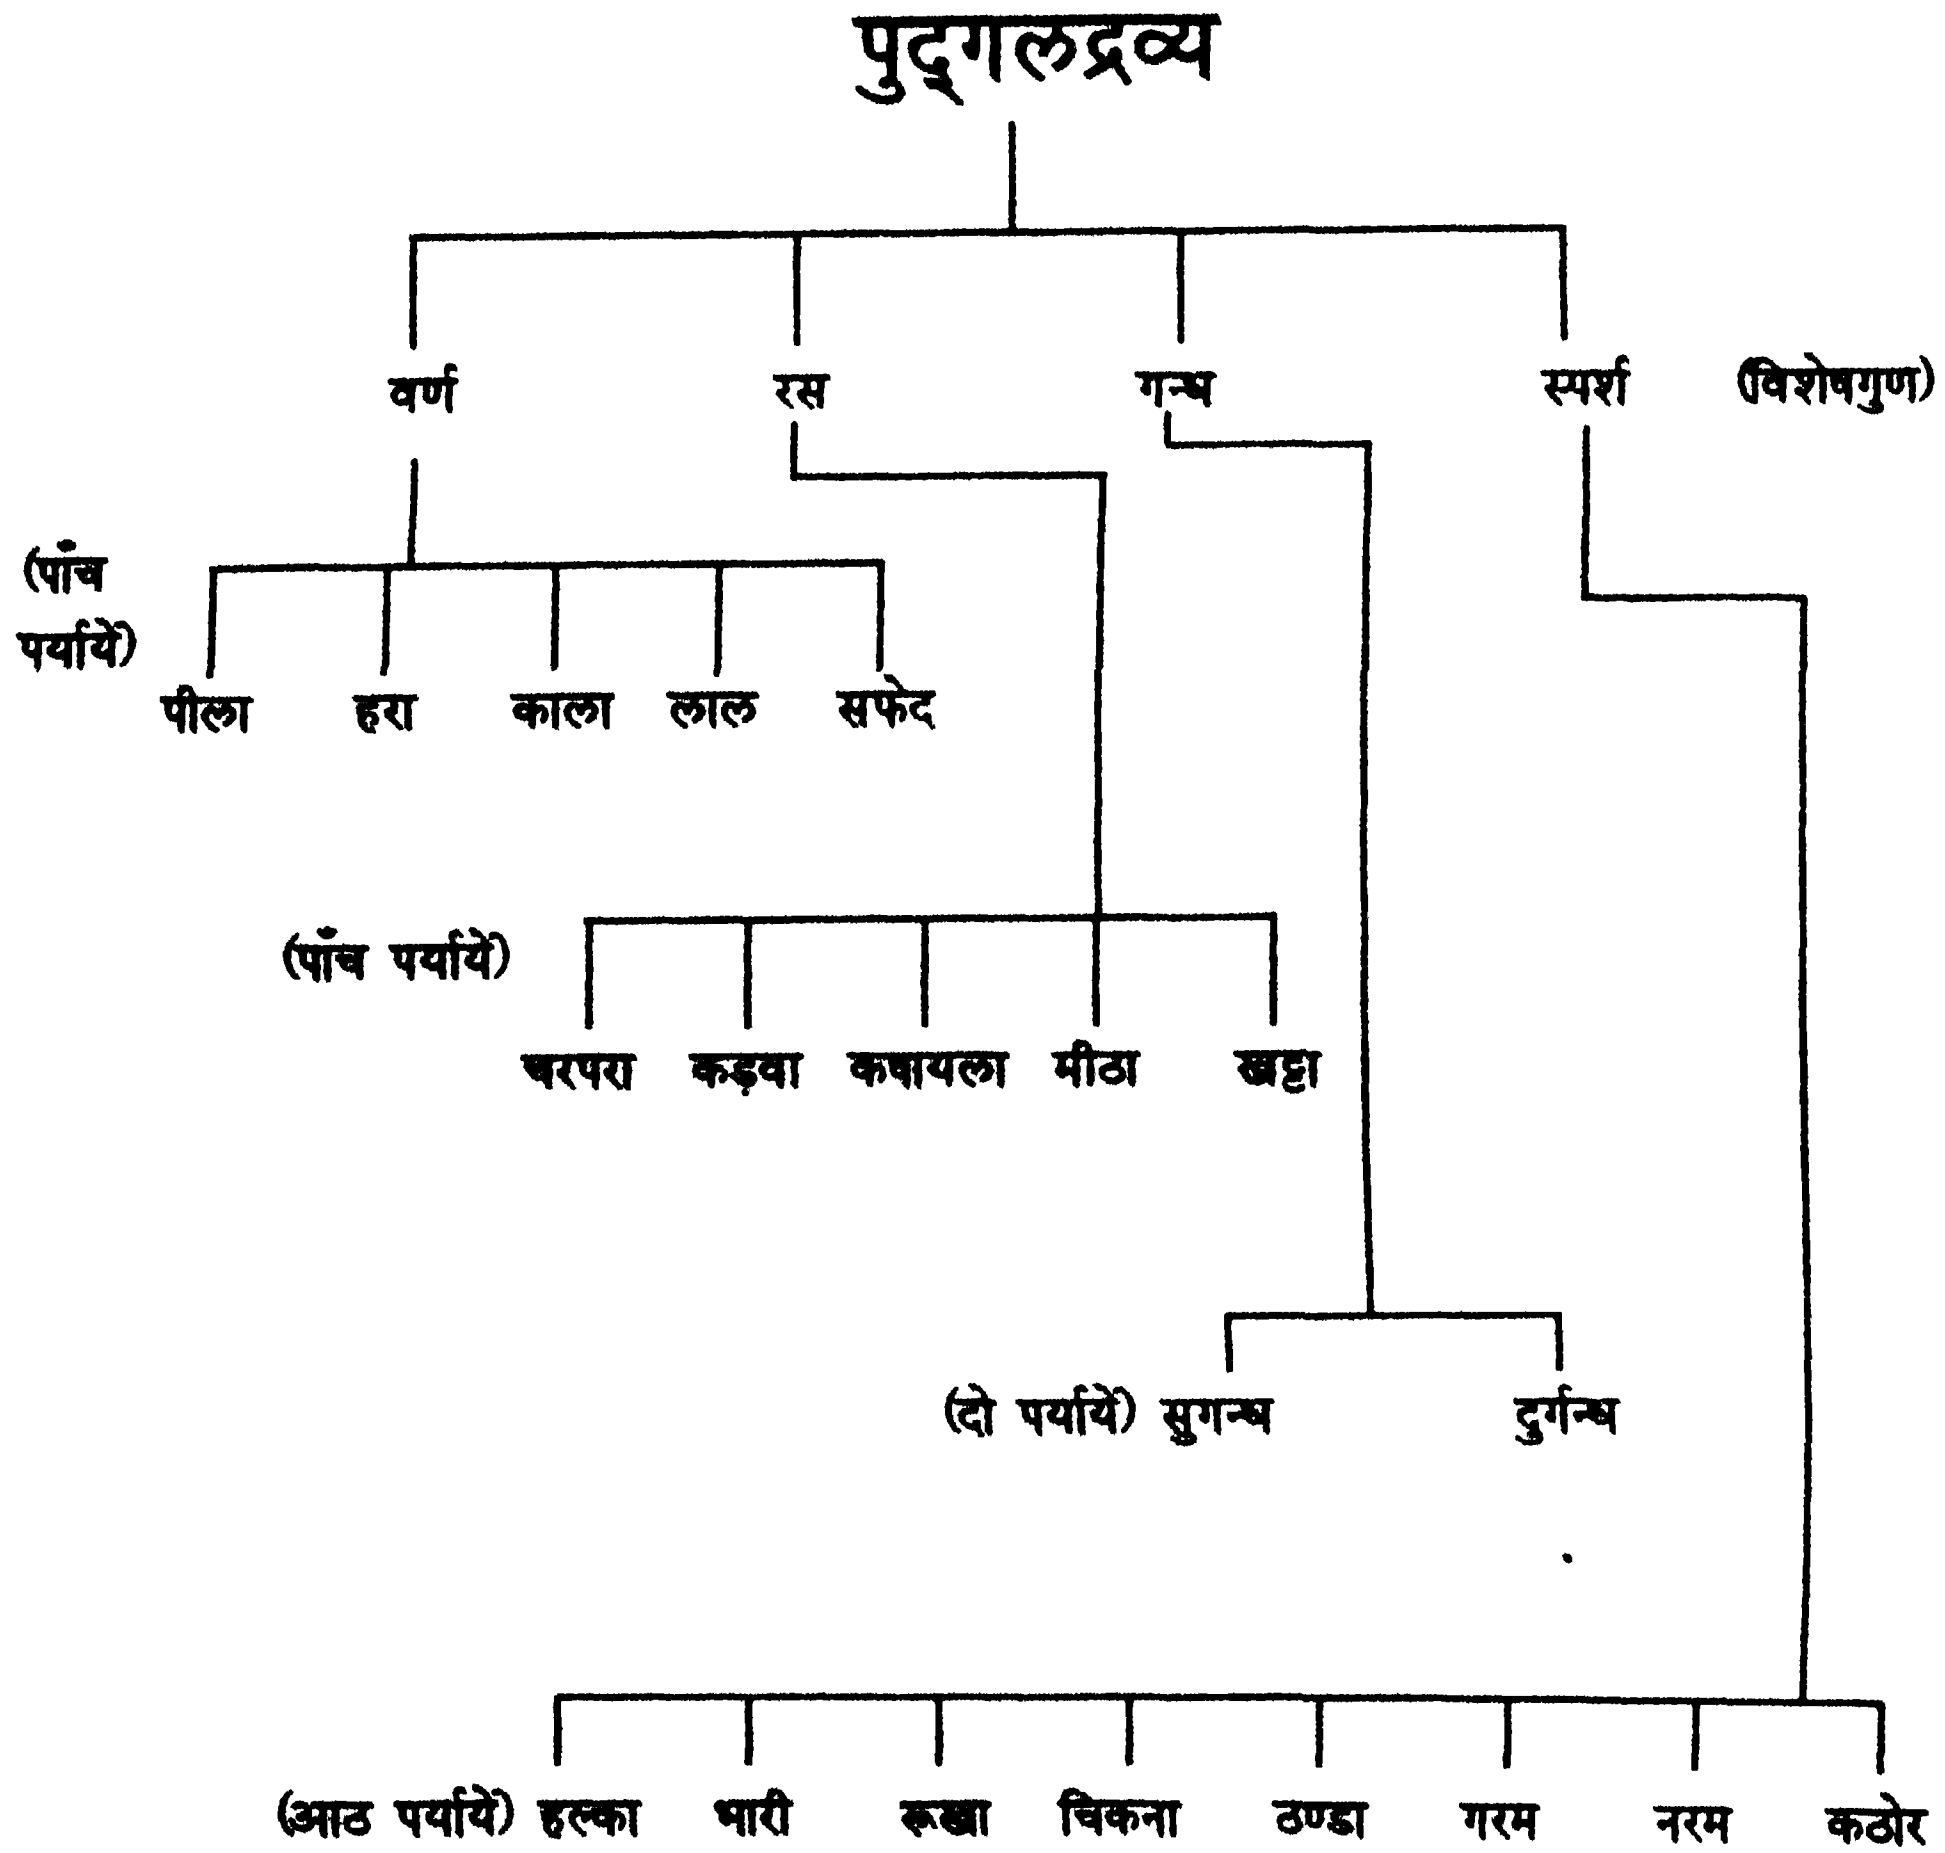 पुद्गलद्रव्य
वर्ण रस गन्ध स्पर्श (विशेषगुण)
(पाँच
पर्यायें)
पीला हरा काला लाल सफेद
(पाँच पर्यायें)
चरपरा कड़वा कषायला मीठा खट्टा
(दो पर्यायें) सुगन्ध दुर्गन्ध
(आठ पर्यायें) हल्का भारी रूखा चिकना ठण्डा गरम नरम कठोर